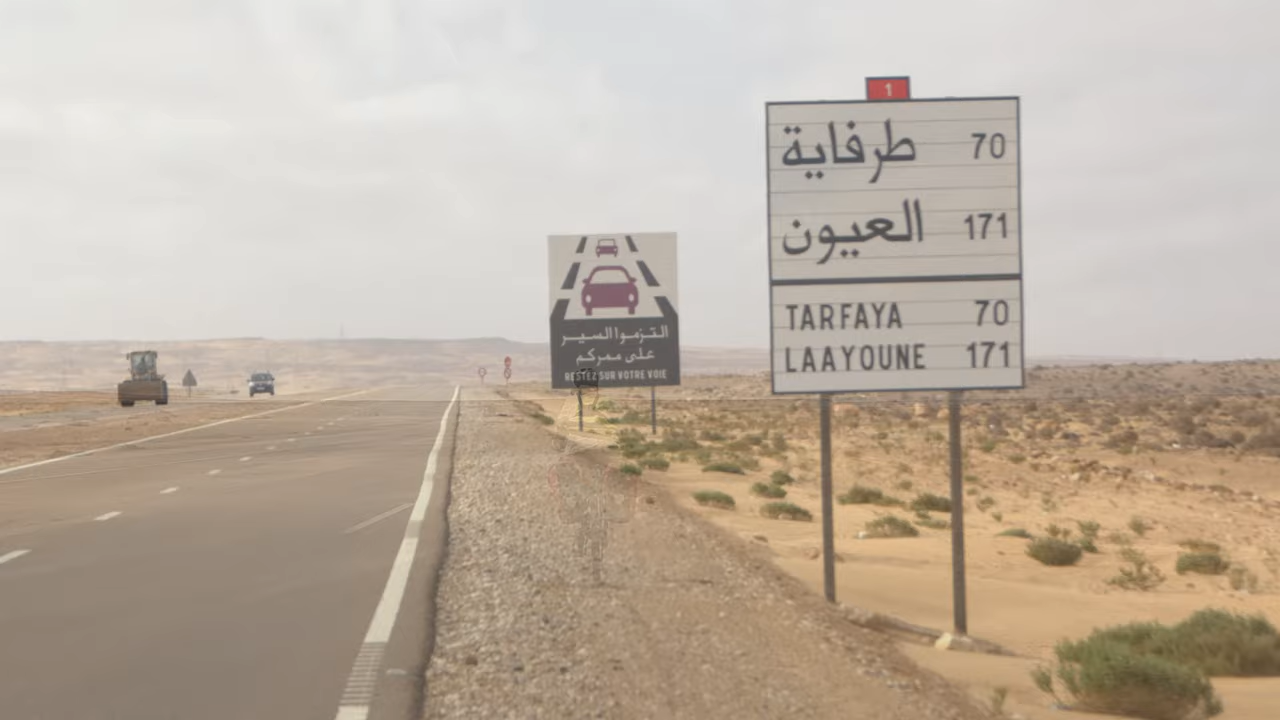 1
طرفاية 70
العيون 171
TARFAYA 70
LAAYOUNE 171
التزموا السير
على ممركم
RESTEZ SUR VOTRE VOIE